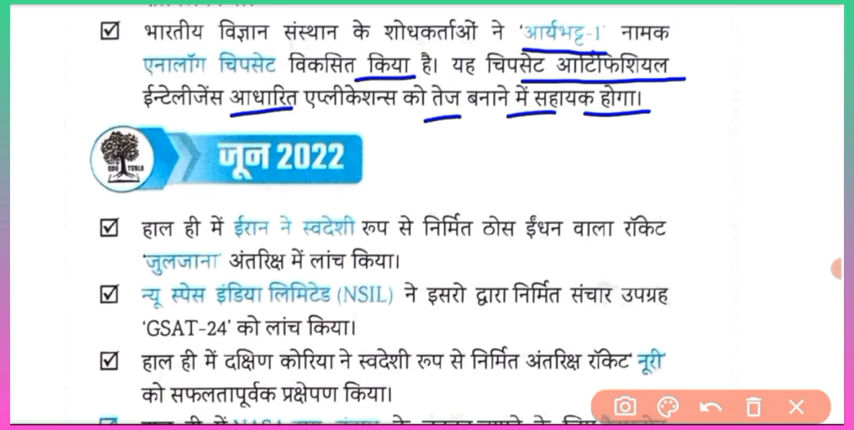 भारतीय विज्ञान संस्थान के शोधकर्ताओं ने 'आर्यभट्ट-1' नामक
एनालॉग चिपसेट विकसित किया है। यह चिपसेट आर्टिफिशियल
ईन्टेलीजेंस आधारित एप्लीकेशन्स को तेज बनाने में सहायक होगा।
जून 2022
हाल ही में ईरान ने स्वदेशी रूप से निर्मित ठोस ईंधन वाला रॉकेट
'जुलजाना' अंतरिक्ष में लांच किया।
न्यू स्पेस इंडिया लिमिटेड (NSIL) ने इसरो द्वारा निर्मित संचार उपग्रह
'GSAT-24' को लांच किया।
हाल ही में दक्षिण कोरिया ने स्वदेशी रूप से निर्मित अंतरिक्ष रॉकेट 'नूरी'
को सफलतापूर्वक प्रक्षेपण किया।